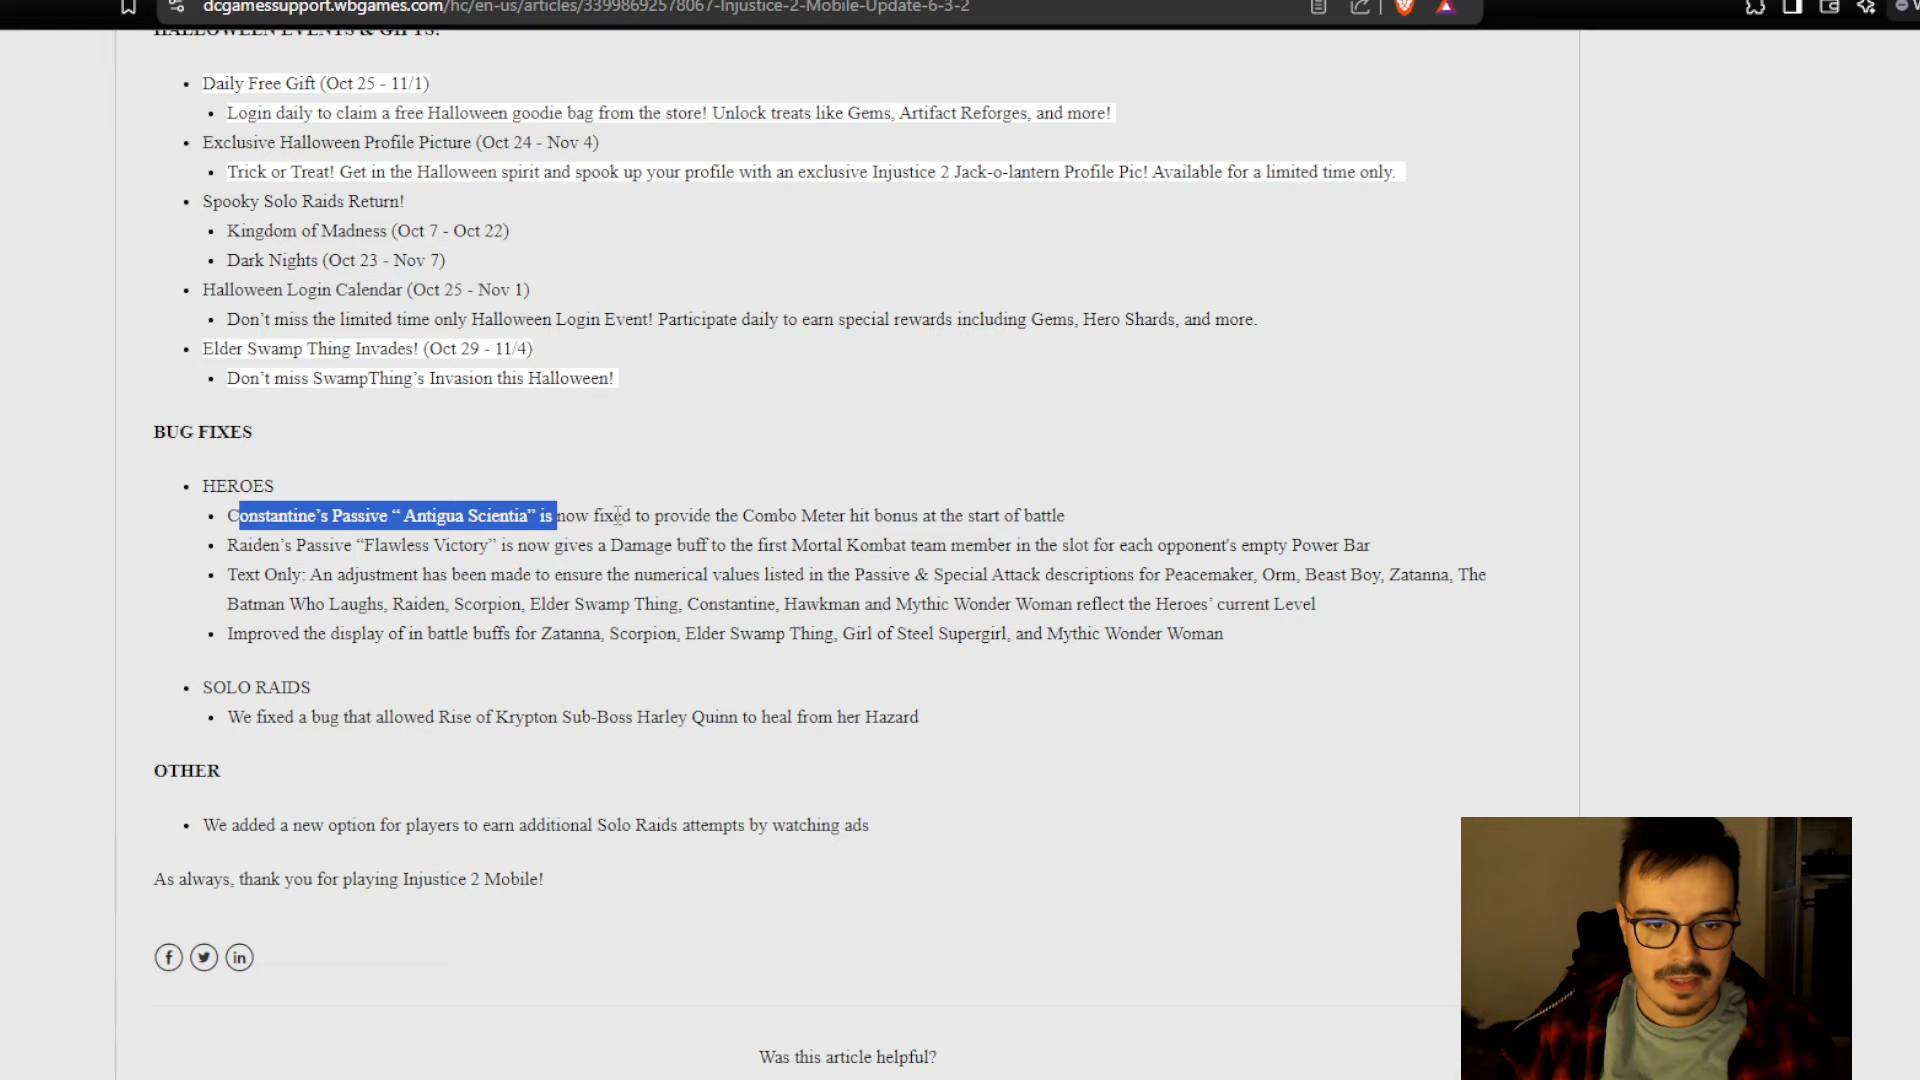 dcgamessupport.wbgames.com/hc/en-us/articles/33998692578067-Injustice-2-Mobile-Update-6-3-2
HALLOWEEN EVENTS & GIFTS!
Daily Free Gift (Oct 25 - 11/1)
Login daily to claim a free Halloween goodie bag from the store! Unlock treats like Gems, Artifact Reforges, and more!
Exclusive Halloween Profile Picture (Oct 24 - Nov 4)
Trick or Treat! Get in the Halloween spirit and spook up your profile with an exclusive Injustice 2 Jack-o-lantern Profile Pic! Available for a limited time only.
Spooky Solo Raids Return!
Kingdom of Madness (Oct 7 - Oct 22)
Dark Nights (Oct 23 - Nov 7)
Halloween Login Calendar (Oct 25 - Nov 1)
Don’t miss the limited time only Halloween Login Event! Participate daily to earn special rewards including Gems, Hero Shards, and more.
Elder Swamp Thing Invades! (Oct 29 - 11/4)
Don’t miss SwampThing’s Invasion this Halloween!
BUG FIXES
HEROES
Constantine’s Passive “ Antigua Scientia” is now fixed to provide the Combo Meter hit bonus at the start of battle
Raiden’s Passive “Flawless Victory” is now gives a Damage buff to the first Mortal Kombat team member in the slot for each opponent's empty Power Bar
Text Only: An adjustment has been made to ensure the numerical values listed in the Passive & Special Attack descriptions for Peacemaker, Orm, Beast Boy, Zatanna, The
Batman Who Laughs, Raiden, Scorpion, Elder Swamp Thing, Constantine, Hawkman and Mythic Wonder Woman reflect the Heroes’ current Level
Improved the display of in battle buffs for Zatanna, Scorpion, Elder Swamp Thing, Girl of Steel Supergirl, and Mythic Wonder Woman
SOLO RAIDS
We fixed a bug that allowed Rise of Krypton Sub-Boss Harley Quinn to heal from her Hazard
OTHER
We added a new option for players to earn additional Solo Raids attempts by watching ads
As always, thank you for playing Injustice 2 Mobile!
Was this article helpful?